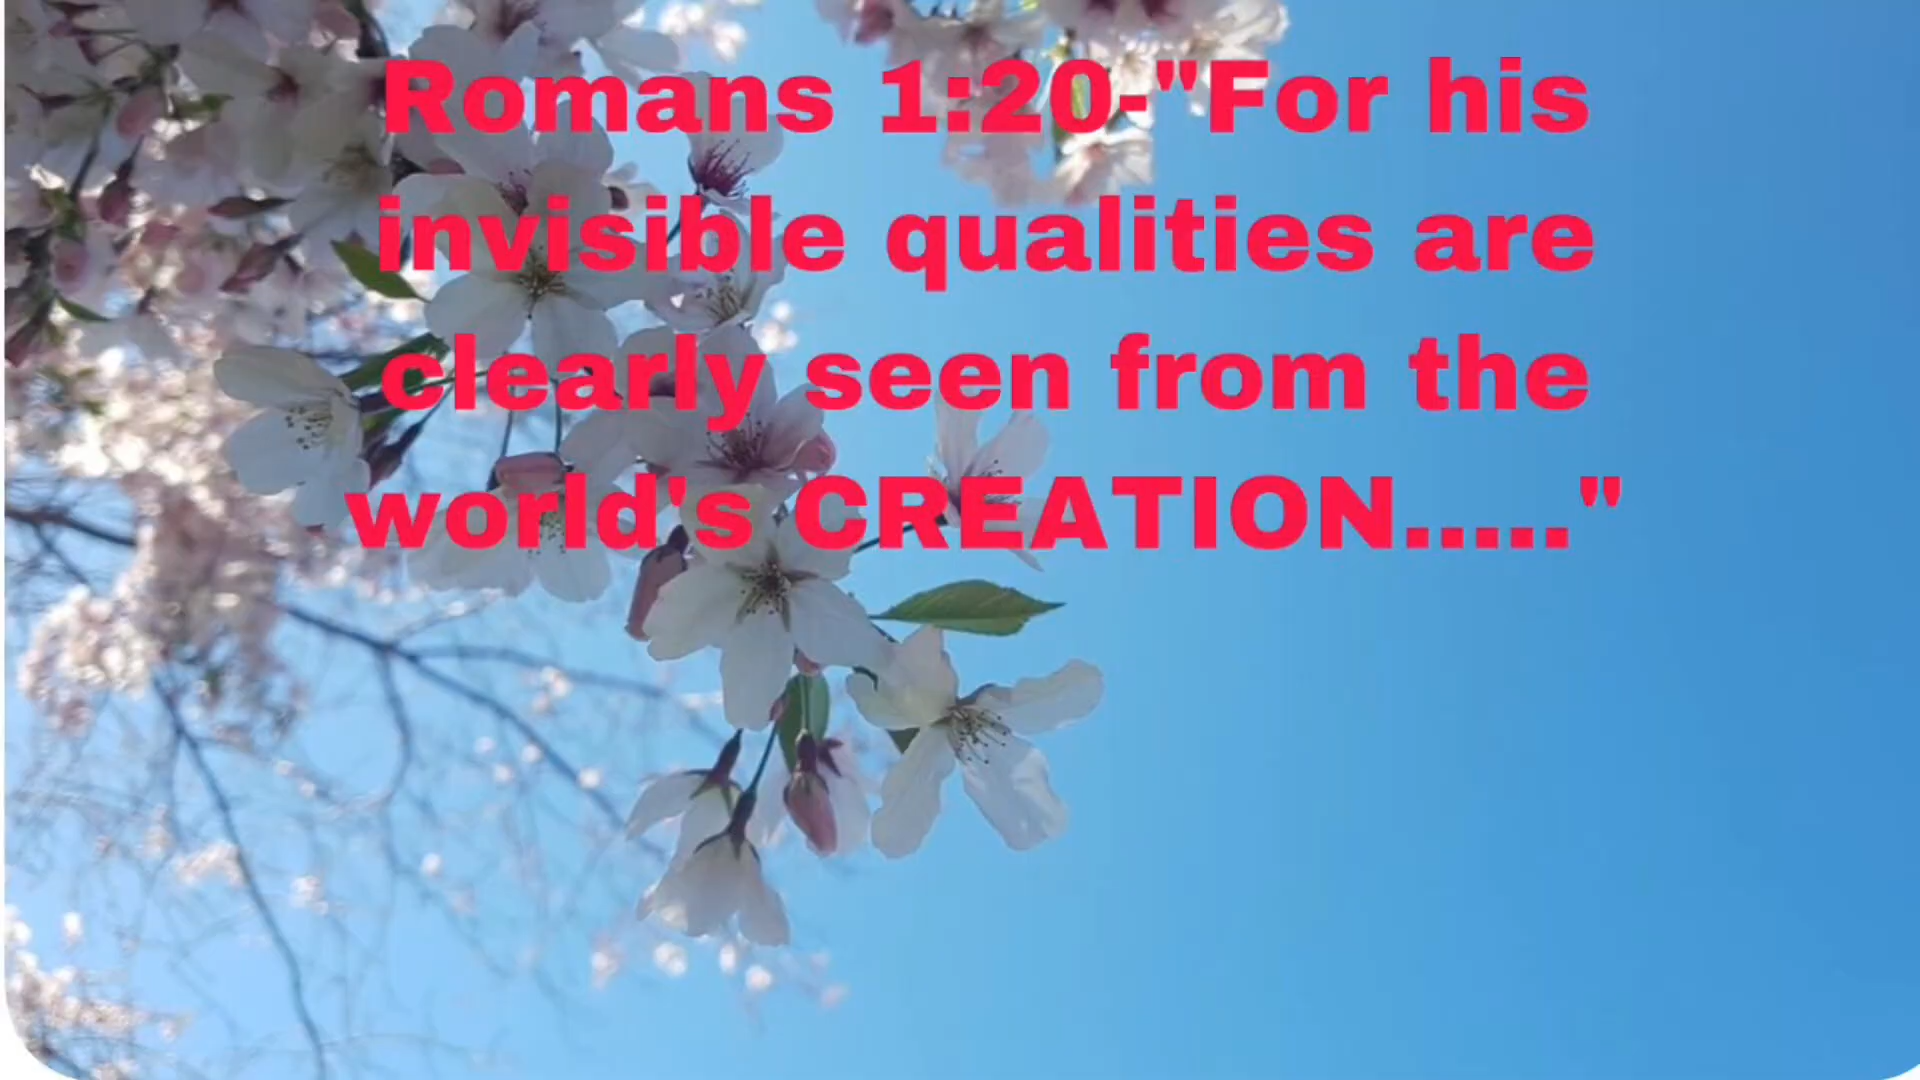 Romans 1:20-"For his
invisible qualities are
clearly seen from the
world's CREATION....."